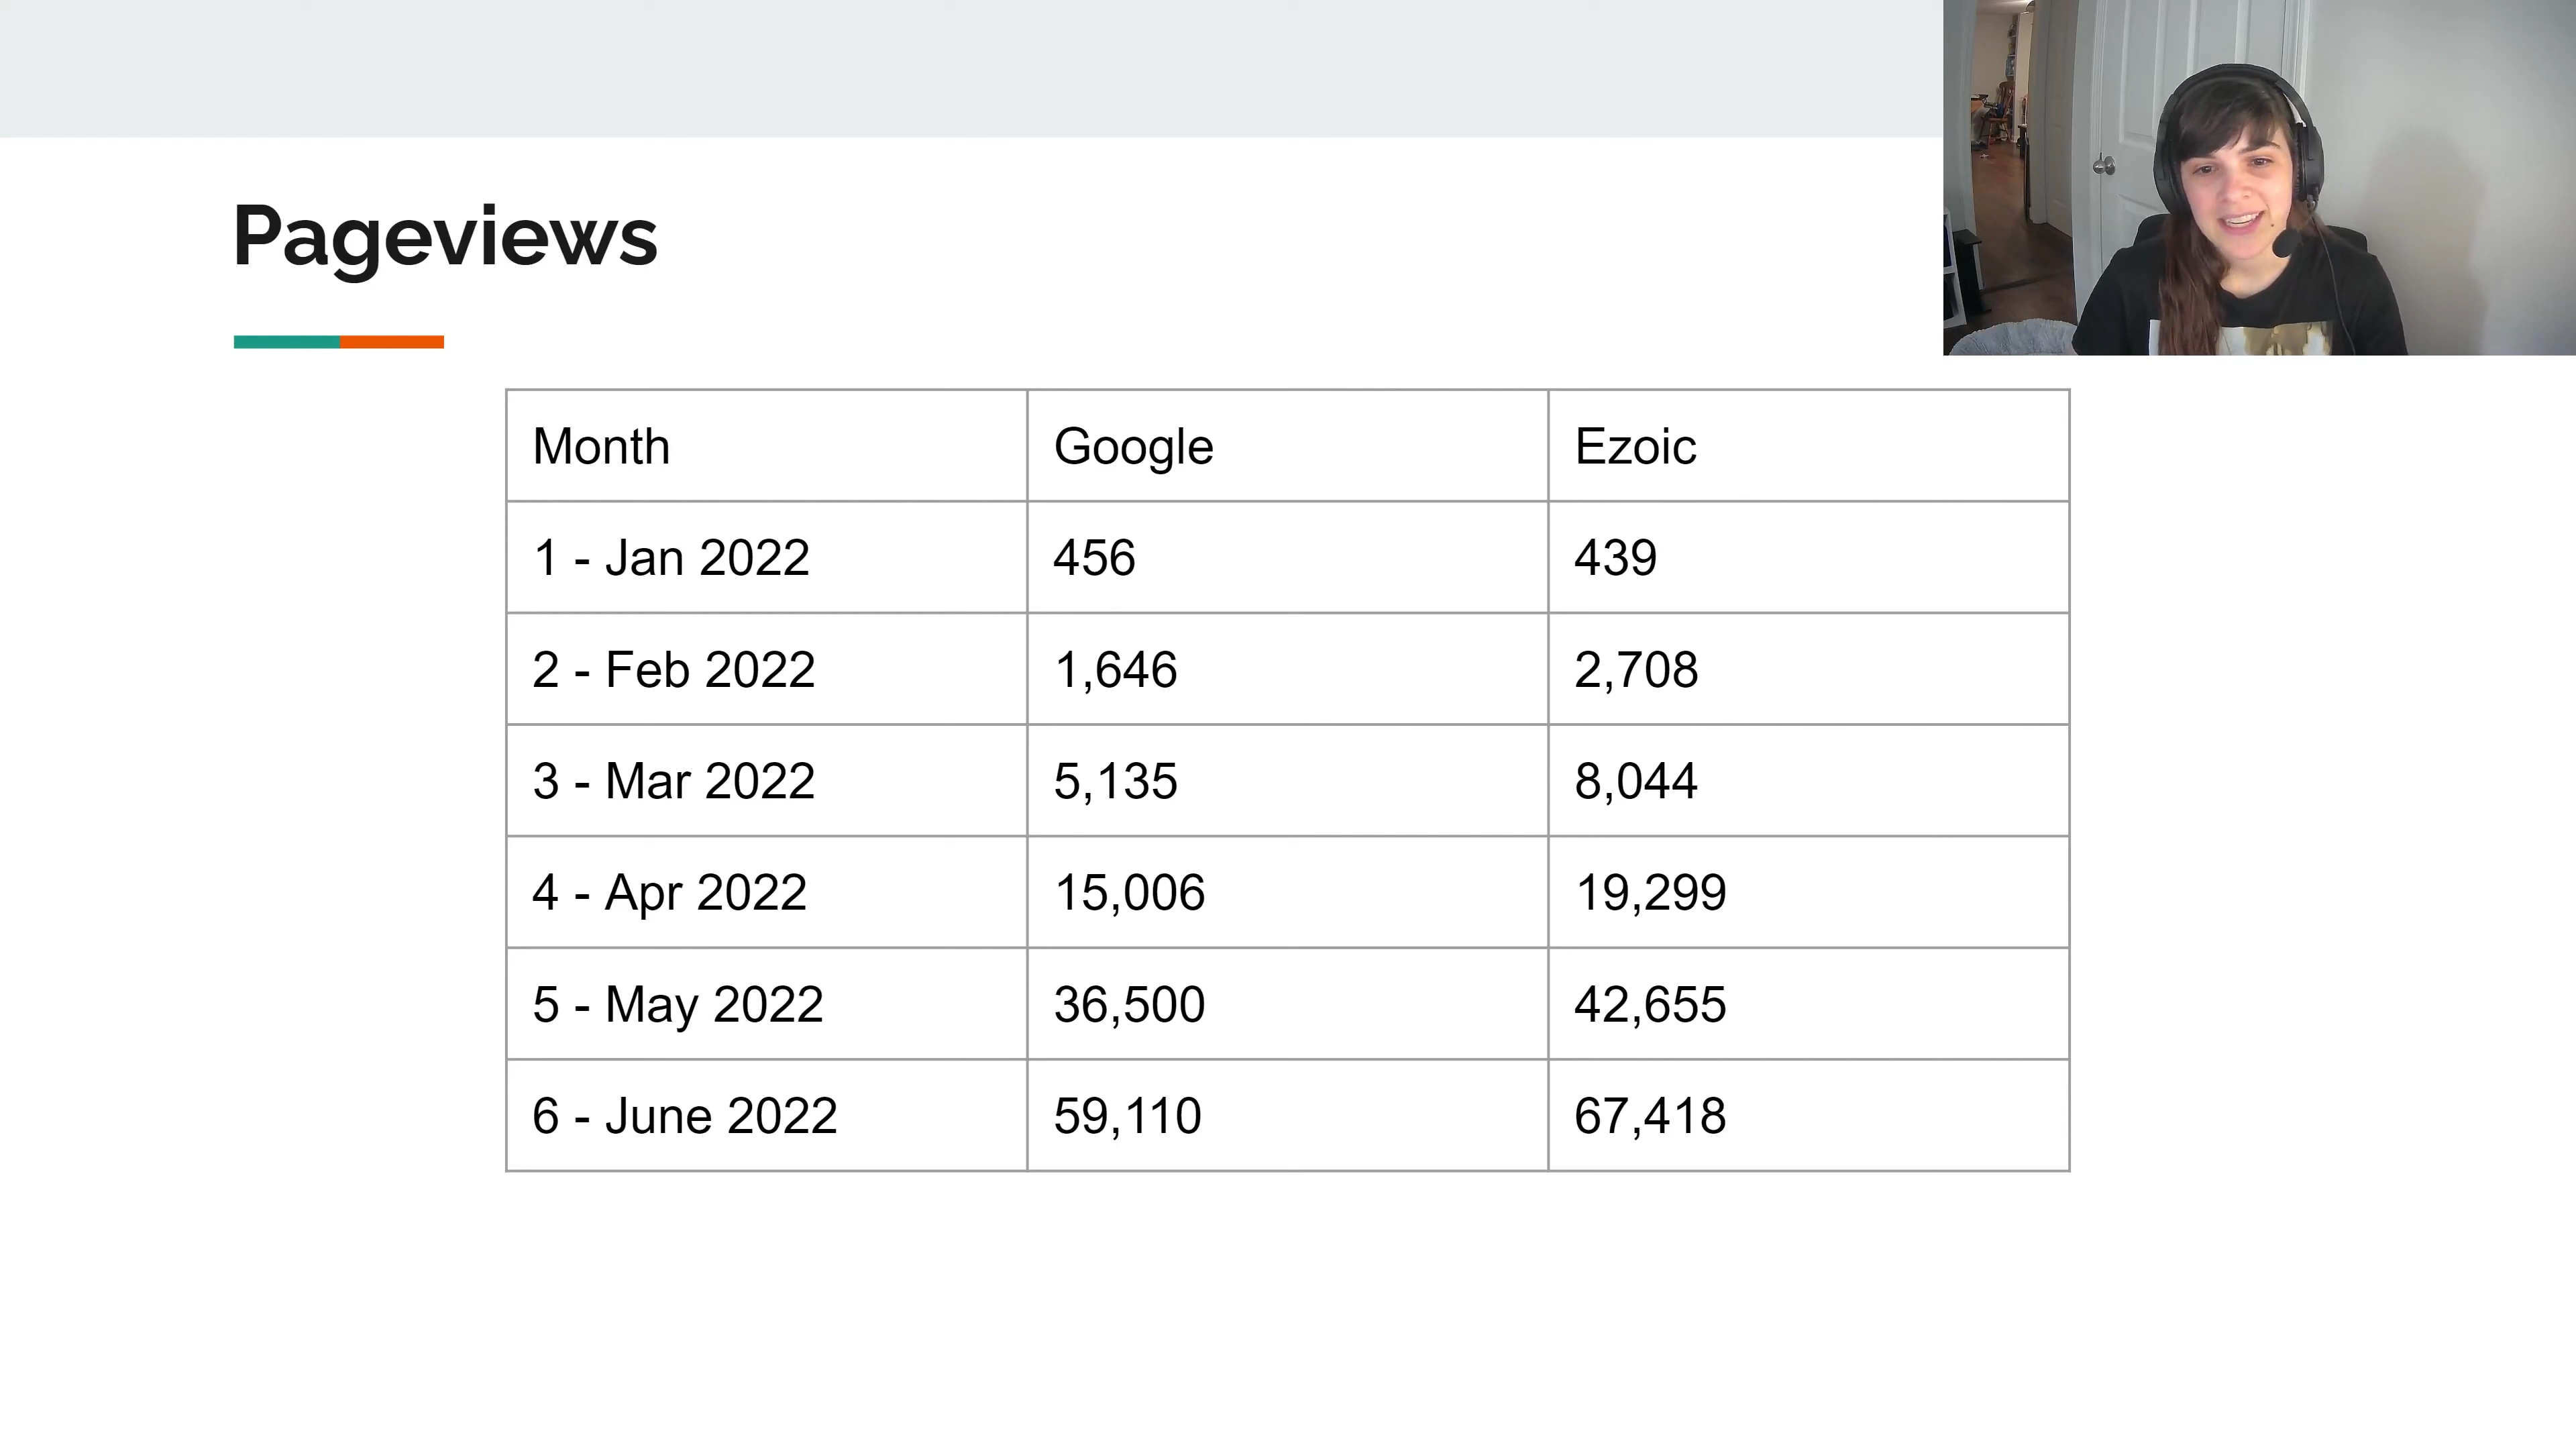 Pageviews
Month Google Ezoic
1 - Jan 2022 456 439
2 - Feb 2022 1,646 2,708
3 - Mar 2022 5,135 8,044
4 - Apr 2022 15,006 19,299
5 - May 2022 36,500 42,655
6 - June 2022 59,110 67,418